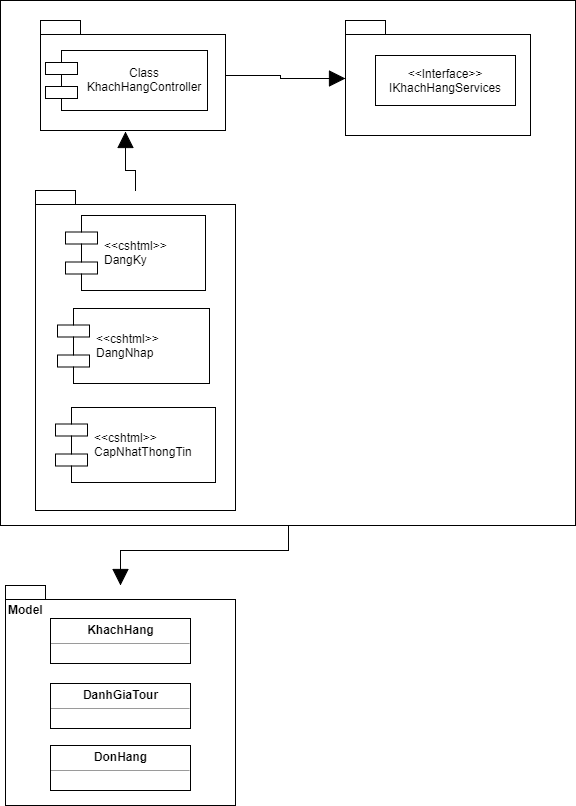 Class
KhachHangController
<<Interface>>
IKhachHangServices
<<cshtml>>
DangKy
<<cshtml>>
DangNhap
<<cshtml>>
CapNhatThongTin
Model
KhachHang
DanhGiaTour
DonHang